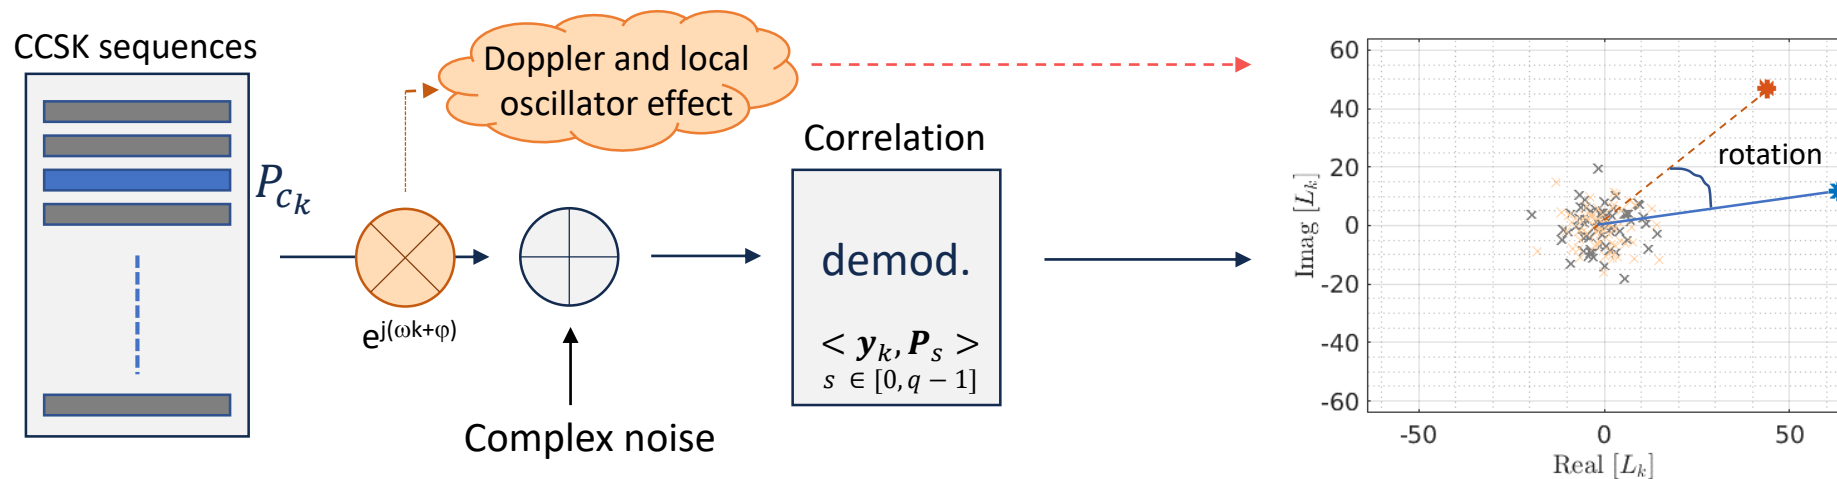 CCSK sequences
P_{c_k}
Doppler and local
oscillator effect
e^{j(ωk+φ)}
Complex noise
Correlation
demod.
< y_k, P_s >
s ∈ [0, q − 1]
60
40
20
0
-20
-40
-60
Imag [L_k]
rotation
-50
0
50
Real [L_k]